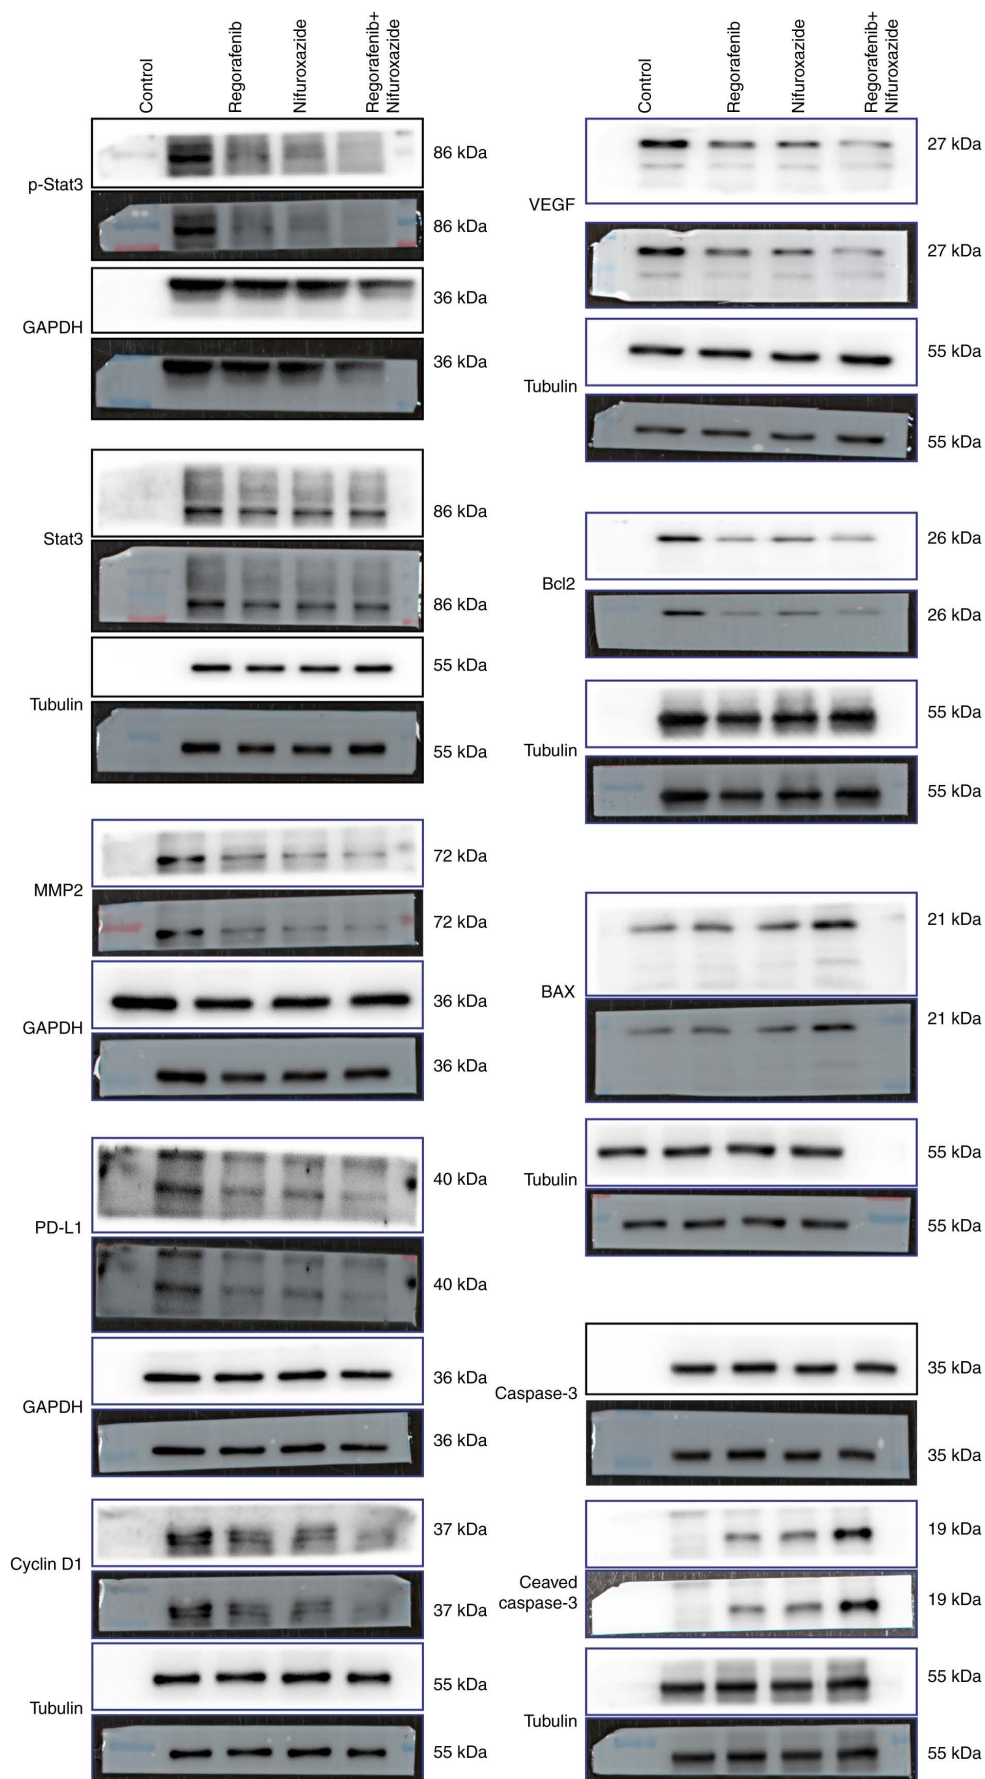 Control
Regorafenib
Nifuroxazide
Regorafenib+
Nifuroxazide
p-Stat3
86 kDa
86 kDa
GAPDH
36 kDa
36 kDa
Stat3
86 kDa
86 kDa
Tubulin
55 kDa
55 kDa
MMP2
72 kDa
72 kDa
GAPDH
36 kDa
36 kDa
PD-L1
40 kDa
40 kDa
GAPDH
36 kDa
36 kDa
Cyclin D1
37 kDa
37 kDa
Tubulin
55 kDa
55 kDa
Control
Regorafenib
Nifuroxazide
Regorafenib+
Nifuroxazide
VEGF
27 kDa
27 kDa
Tubulin
55 kDa
55 kDa
Bcl2
26 kDa
26 kDa
Tubulin
55 kDa
55 kDa
BAX
21 kDa
21 kDa
Tubulin
55 kDa
55 kDa
Caspase-3
35 kDa
35 kDa
Ceaved
caspase-3
19 kDa
19 kDa
Tubulin
55 kDa
55 kDa